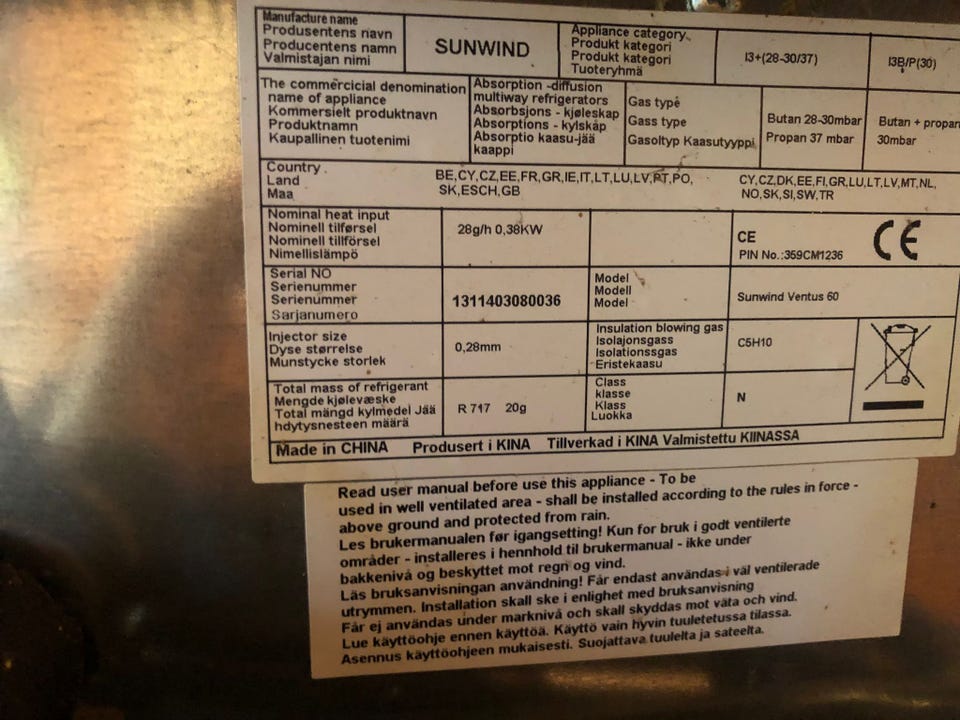 Manufacture name
Produsentens navn
Producentens namn
Valmistajan nimi
SUNWIND
Appliance category
Produkt kategori
Produkt kategori
Tuoteryhmä
I3+(28-30/37)
I3B/P(30)
The commercicial denomination
name of appliance
Kommersielt produktnavn
Produktnamn
Kaupallinen tuotenimi
Absorption -diffusion
multiway refrigerators
Absorbsjons - kjøleskap
Absorptions - kylskåp
Absorptio kaasu-jää
kaappi
Gas type
Gass type
Gasoltyp Kaasutyyppi
Butan 28-30mbar
Propan 37 mbar
Butan + propan
30mbar
Country
Land
Maa
BE,CY,CZ,EE,FR,GR,IE,IT,LT,LU,LV,PT,PO,
SK,ESCH,GB
CY,CZ,DK,EE,FI,GR,LU,LT,LV,MT,NL,
NO,SK,SI,SW,TR
Nominal heat input
Nominell tilførsel
Nominell tillförsel
Nimellislämpö
28g/h 0,38KW
CE
PIN No.:359CM1236
CE
Serial NO
Serienummer
Serienummer
Sarjanumero
1311403080036
Model
Modell
Model
Sunwind Ventus 60
Injector size
Dyse størrelse
Munstycke storlek
0,28mm
Insulation blowing gas
Isolajonsgass
Isolationssgas
Eristekaasu
C5H10
Total mass of refrigerant
Mengde kjølevæske
Total mängd kylmedel Jää
hdytysnesteen määrä
R 717 20g
Class
klasse
Klass
Luokka
N
Made in CHINA Produsert i KINA Tillverkad i KINA Valmistettu KIINASSA
Read user manual before use this appliance - To be
used in well ventilated area - shall be installed according to the rules in force -
above ground and protected from rain.
Les brukermanualen før igangsetting! Kun for bruk i godt ventilerte
områder - installeres i hennhold til brukermanual - ikke under
bakkenivå og beskyttet mot regn og vind.
Läs bruksanvisningan användning! Får endast användas i väl ventilerade
utrymmen. Installation skall ske i enlighet med bruksanvisning
Får ej användas under marknivå och skall skyddas mot väta och vind.
Lue käyttöohje ennen käyttöä. Käyttö vain hyvin tuuletetussa tilassa.
Asennus käyttöohjeen mukaisesti. Suojattava tuulelta ja sateelta.